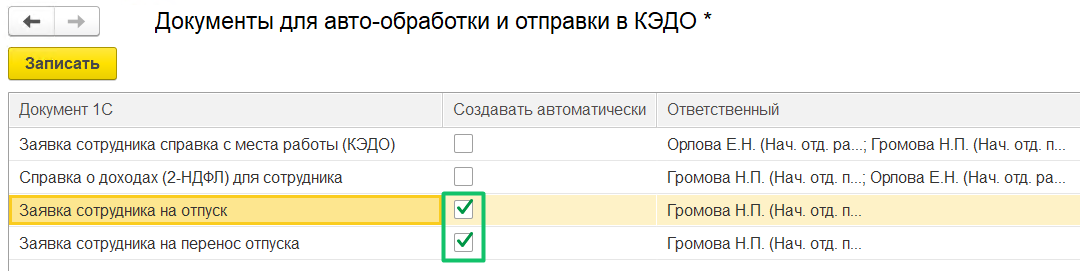 Документы для авто-обработки и отправки в КЭДО *
Записать
Документ 1С Создавать автоматически Ответственный
Заявка сотрудника справка с места работы (КЭДО) Орлова Е.Н. (Нач. отд. ра...; Громова Н.П. (Нач. отд. п...
Справка о доходах (2-НДФЛ) для сотрудника Громова Н.П. (Нач. отд. п...; Орлова Е.Н. (Нач. отд. ра...
Заявка сотрудника на отпуск Громова Н.П. (Нач. отд. п...
Заявка сотрудника на перенос отпуска Громова Н.П. (Нач. отд. п...